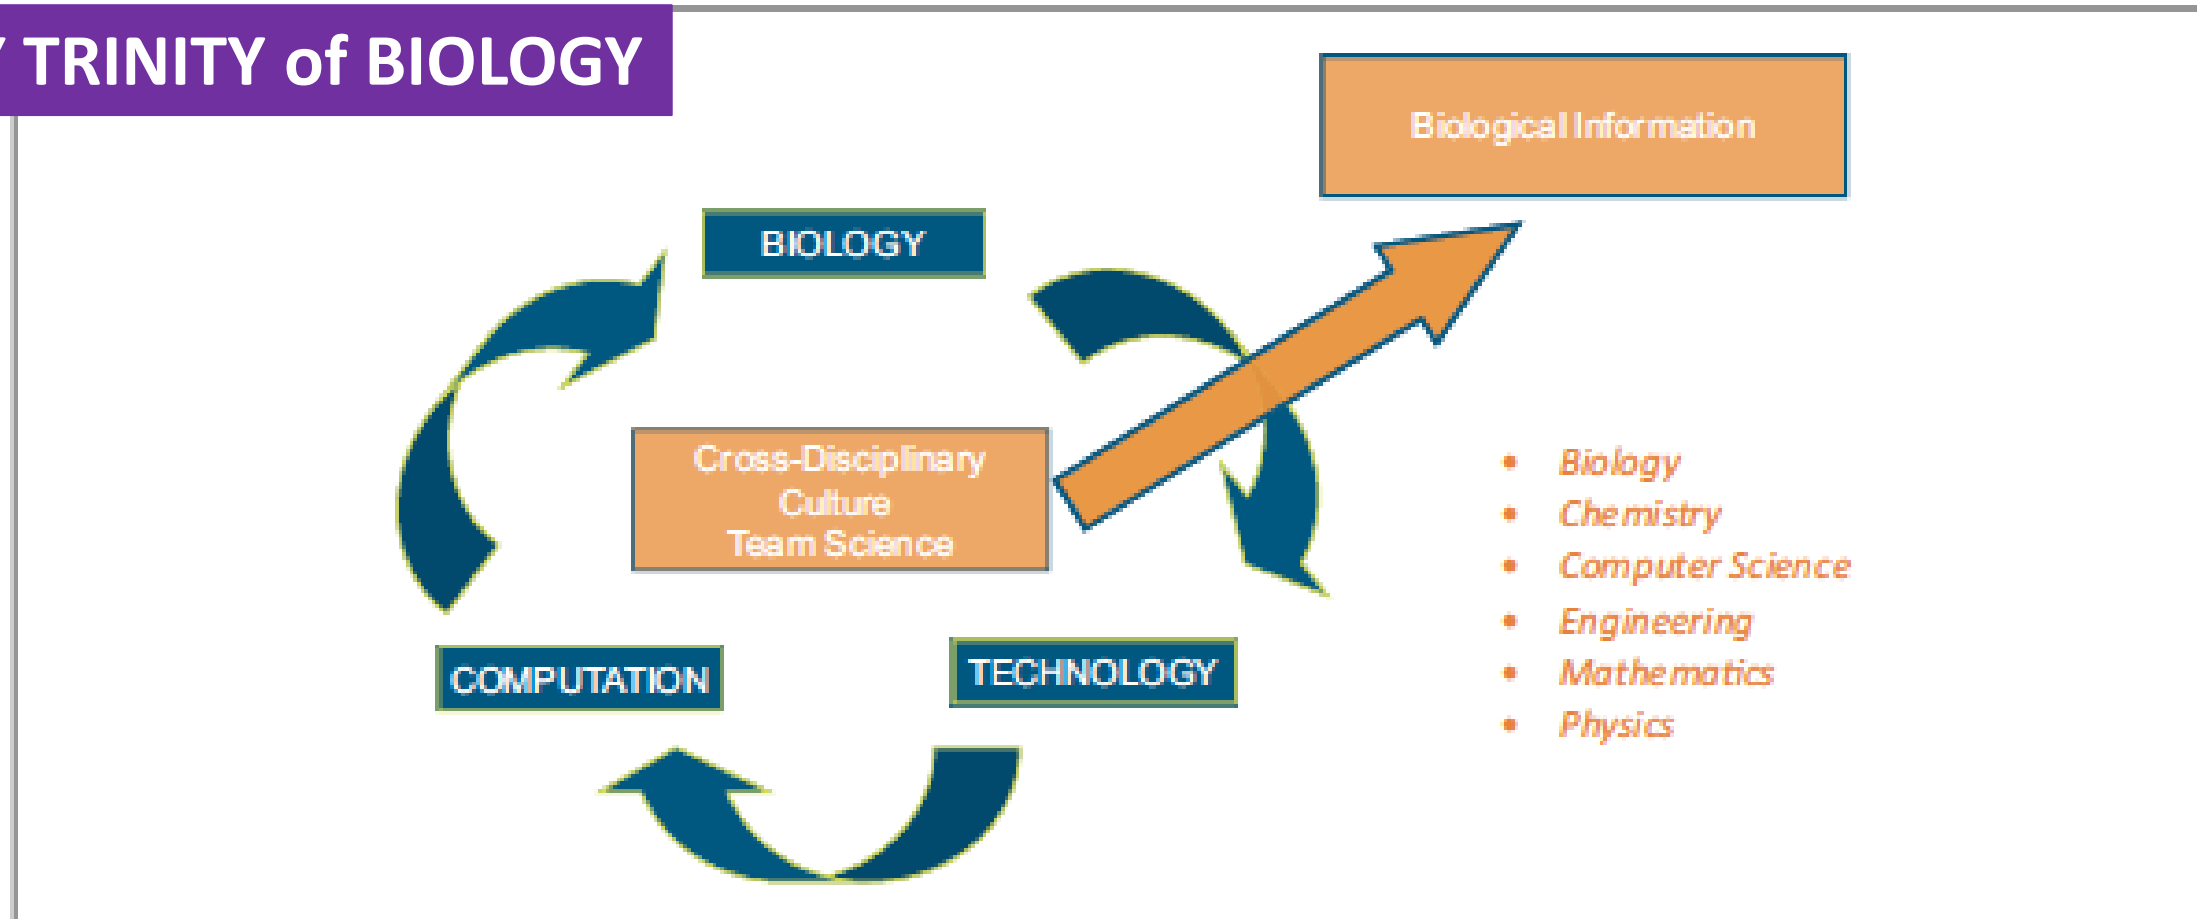 Y TRINITY of BIOLOGY
Biological Information
BIOLOGY
Cross-Disciplinary
Culture
Team Science
COMPUTATION
TECHNOLOGY
• Biology
• Chemistry
• Computer Science
• Engineering
• Mathematics
• Physics